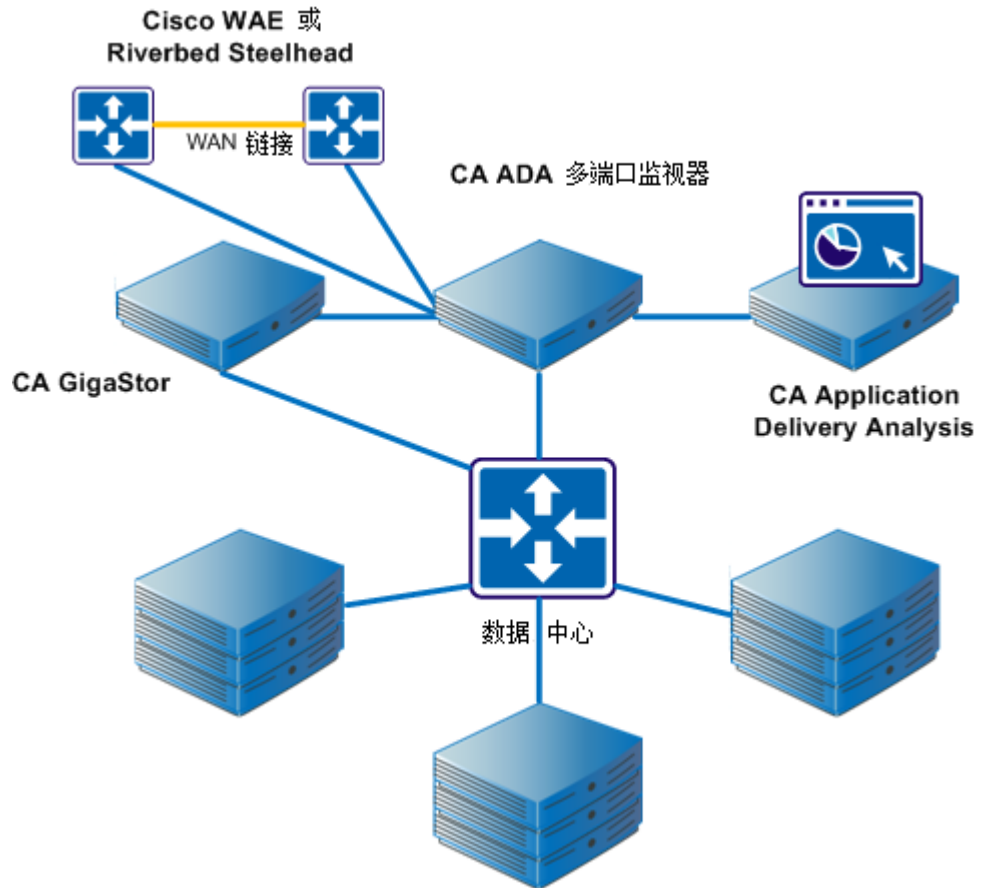 Cisco WAE 或
Riverbed Steelhead
WAN 链接
CA ADA 多端口监视器
CA GigaStor
CA Application
Delivery Analysis
数据 中心